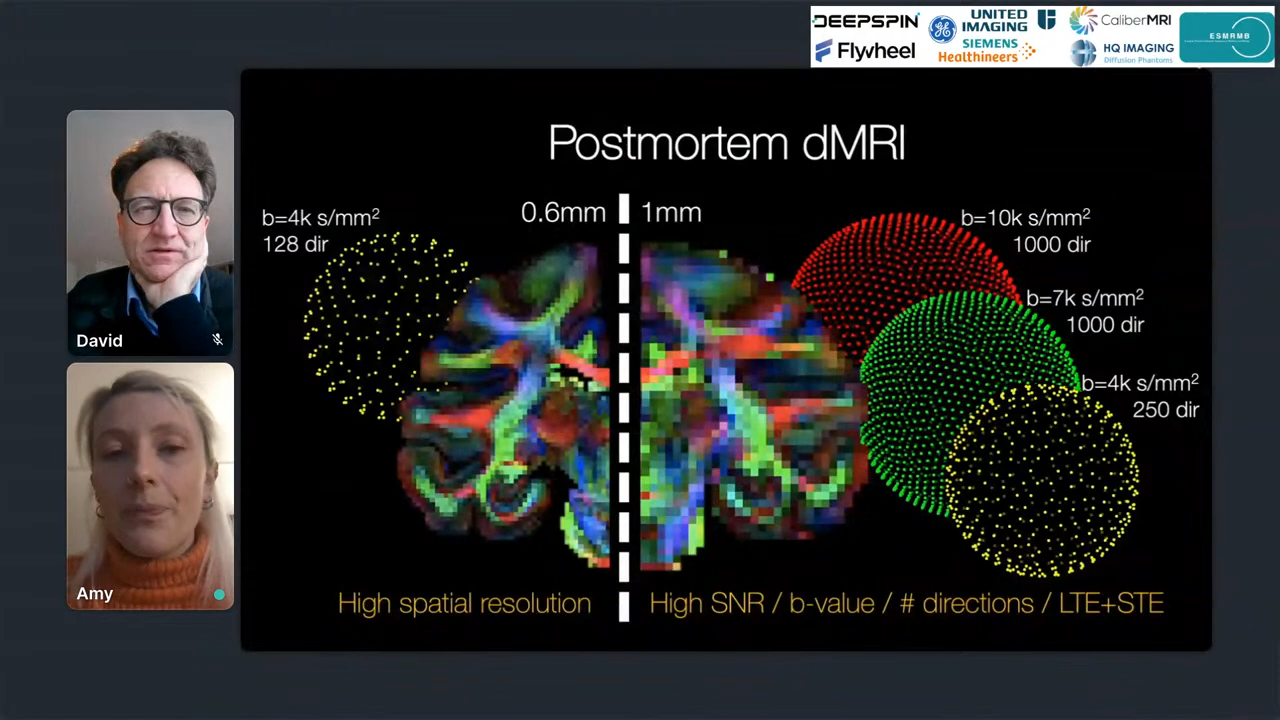 DEEPSPIN
UNITED
IMAGING
CaliberMRI
ESMRMB
Flywheel
SIEMENS
Healthineers
HQ IMAGING
Diffusion Phantoms
Postmortem dMRI
b=4k s/mm²
128 dir
0.6mm
1mm
b=10k s/mm²
1000 dir
b=7k s/mm²
1000 dir
b=4k s/mm²
250 dir
High spatial resolution
High SNR / b-value / # directions / LTE+STE
David
Amy